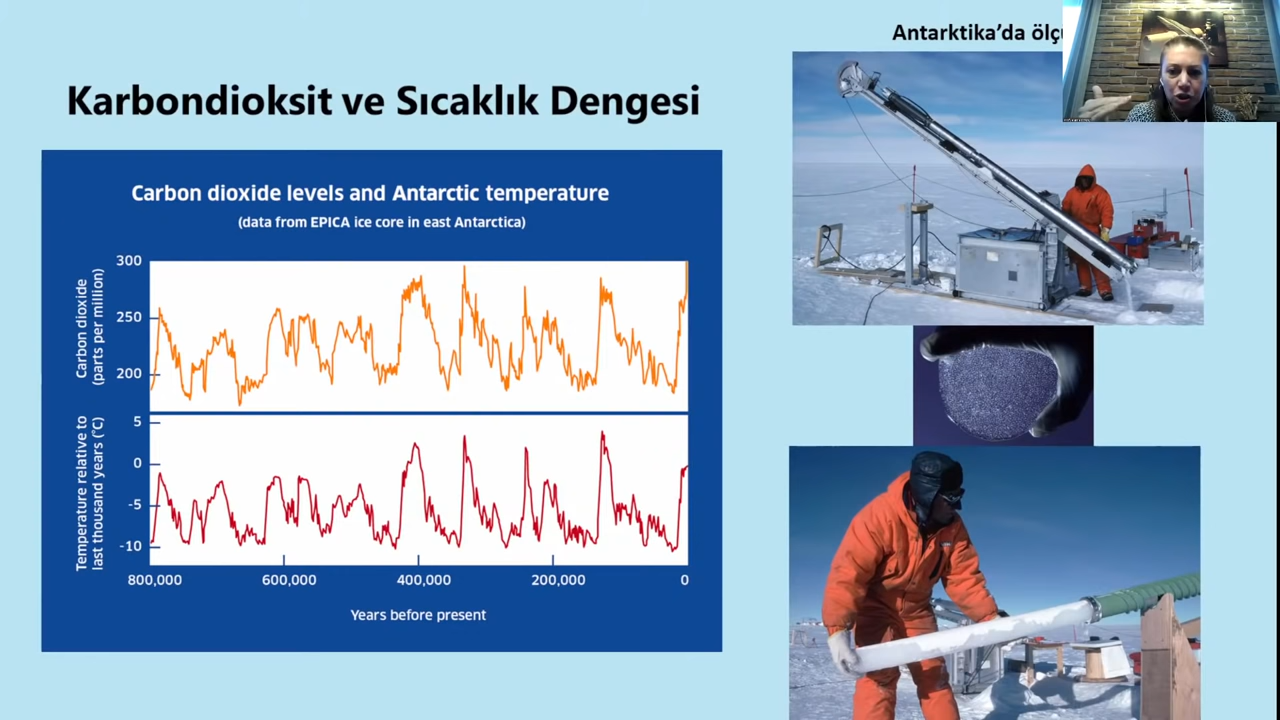 Antarktika’da
Karbondioksit ve Sıcaklık Dengesi
Carbon dioxide levels and Antarctic temperature
(data from EPICA ice core in east Antarctica)
Carbon dioxide
(parts per million)
300
250
200
Temperature relative to
last thousand years (°C)
5
0
-5
-10
800,000
600,000
400,000
200,000
0
Years before present